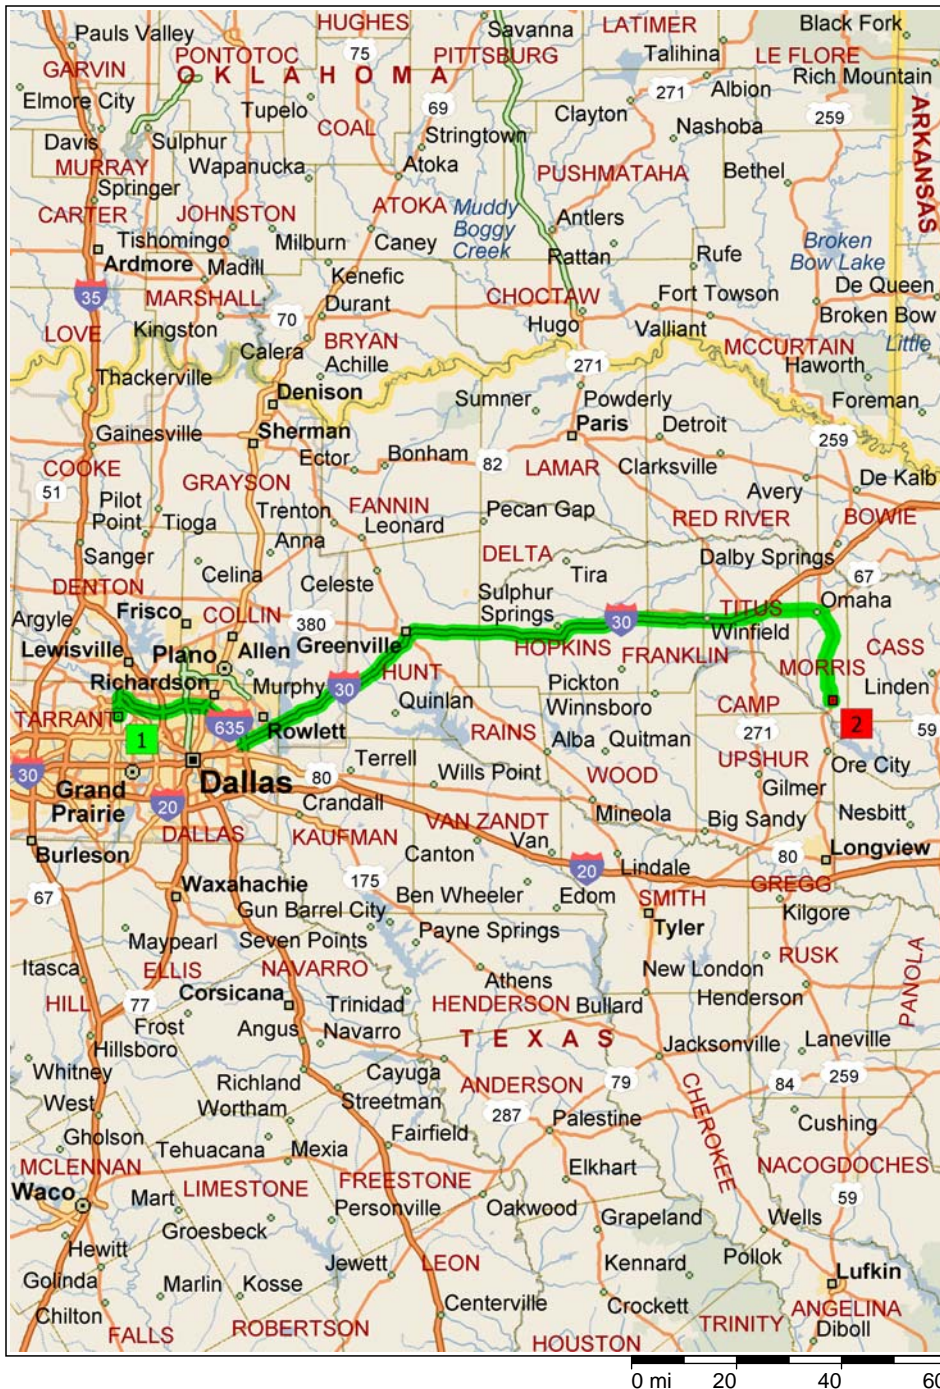 HUGHES
Savanna
LATIMER
Black Fork
Pauls Valley
PONTOTOC
75
PITTSBURG
Talihina
LE FLORE
GARVIN
OKLAHOMA
Rich Mountain
Elmore City
Tupelo
69
Clayton
271
Albion
259
ARKANSAS
COAL
Stringtown
Nashoba
Davis
Sulphur
MURRAY
Wapanucka
Atoka
PUSHMATAHA
Bethel
Springer
CARTER
JOHNSTON
ATOKA
Muddy
Boggy
Creek
Antlers
Tishomingo
Milburn
Caney
Rattan
Rufe
Broken
Bow Lake
Ardmore
Madill
Kenefic
De Queen
35
MARSHALL
Durant
CHOCTAW
Fort Towson
Broken Bow
LOVE
Kingston
70
BRYAN
Hugo
Valliant
Little
Calera
Achille
MCCURTAIN
271
Haworth
Thackerville
Denison
Sumner
Powderly
Foreman
Gainesville
Sherman
Paris
Detroit
259
Ector
Bonham
82
LAMAR
Clarksville
COOKE
GRAYSON
De Kalb
51
Pilot
Point
Tioga
Trenton
FANNIN
Leonard
Pecan Gap
Avery
RED RIVER
BOWIE
Sanger
Anna
DELTA
Dalby Springs
DENTON
Celina
Celeste
Tira
67
Sulphur
Springs
TITUS
Omaha
Argyle
Frisco
COLLIN
380
Greenville
30
Winfield
Lewisville
Plano
Allen
HOPKINS
FRANKLIN
MORRIS
CASS
Richardson
Murphy
30
HUNT
Pickton
Linden
Winnsboro
Quinlan
CAMP
TARRANT
635
Rowlett
RAINS
271
2
59
1
Alba
Quitman
UPSHUR
Ore City
30
Dallas
80
Terrell
Wills Point
WOOD
Gilmer
Grand
Prairie
20
Crandall
Mineola
Nesbitt
DALLAS
KAUFMAN
VAN ZANDT
Big Sandy
Burleson
Canton
Van
80
Longview
20
Lindale
67
Waxahachie
175
Ben Wheeler
Edom
SMITH
GREGG
Kilgore
Gun Barrel City
Maypearl
Seven Points
Payne Springs
Tyler
RUSK
PANOLA
Itasca
ELLIS
NAVARRO
Athens
New London
HILL
77
Corsicana
Trinidad
HENDERSON
Bullard
Henderson
Frost
Angus
Navarro
TEXAS
Hillsboro
Jacksonville
Laneville
Whitney
Cayuga
West
Richland
ANDERSON
79
CHEROKEE
84
259
Wortham
Streetman
287
Palestine
Cushing
Gholson
Tehuacana
Mexia
Fairfield
MCLENNAN
Elkhart
NACOGDOCHES
Waco
Mart
LIMESTONE
FREESTONE
59
Personville
Oakwood
Groesbeck
Grapeland
Wells
Hewitt
Jewett
LEON
Kennard
Pollok
Golinda
Marlin
Kosse
Lufkin
Chilton
Centerville
Crockett
ANGELINA
FALLS
ROBERTSON
TRINITY
Diboll
HOUSTON
0 mi 20 40 60